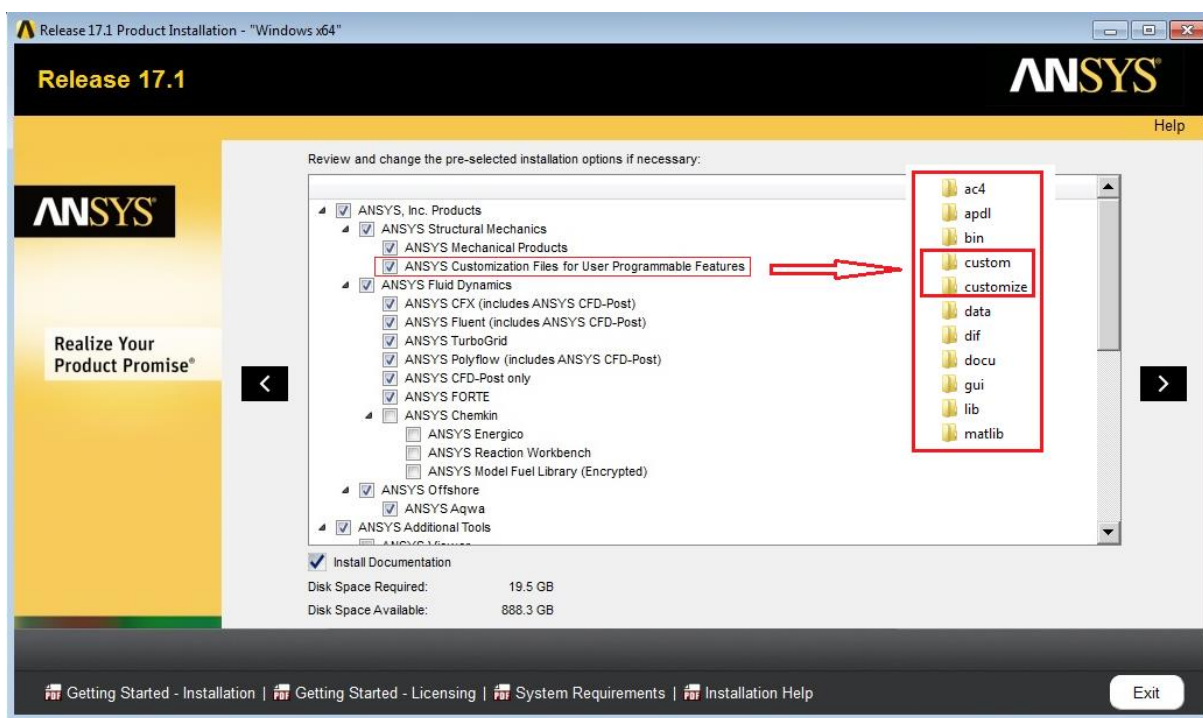 Release 17.1 Product Installation - "Windows x64"
Release 17.1
ANSYS®
Help
ANSYS®
Realize Your
Product Promise®
Review and change the pre-selected installation options if necessary:
ANSYS, Inc. Products
ANSYS Structural Mechanics
ANSYS Mechanical Products
ANSYS Customization Files for User Programmable Features
ANSYS Fluid Dynamics
ANSYS CFX (includes ANSYS CFD-Post)
ANSYS Fluent (includes ANSYS CFD-Post)
ANSYS TurboGrid
ANSYS Polyflow (includes ANSYS CFD-Post)
ANSYS CFD-Post only
ANSYS FORTE
ANSYS Chemkin
ANSYS Energico
ANSYS Reaction Workbench
ANSYS Model Fuel Library (Encrypted)
ANSYS Offshore
ANSYS Aqwa
ANSYS Additional Tools
ANSYS Viewer
ac4
apdl
bin
custom
customize
data
dif
docu
gui
lib
matlib
Install Documentation
Disk Space Required: 19.5 GB
Disk Space Available: 888.3 GB
Getting Started - Installation | Getting Started - Licensing | System Requirements | Installation Help
Exit